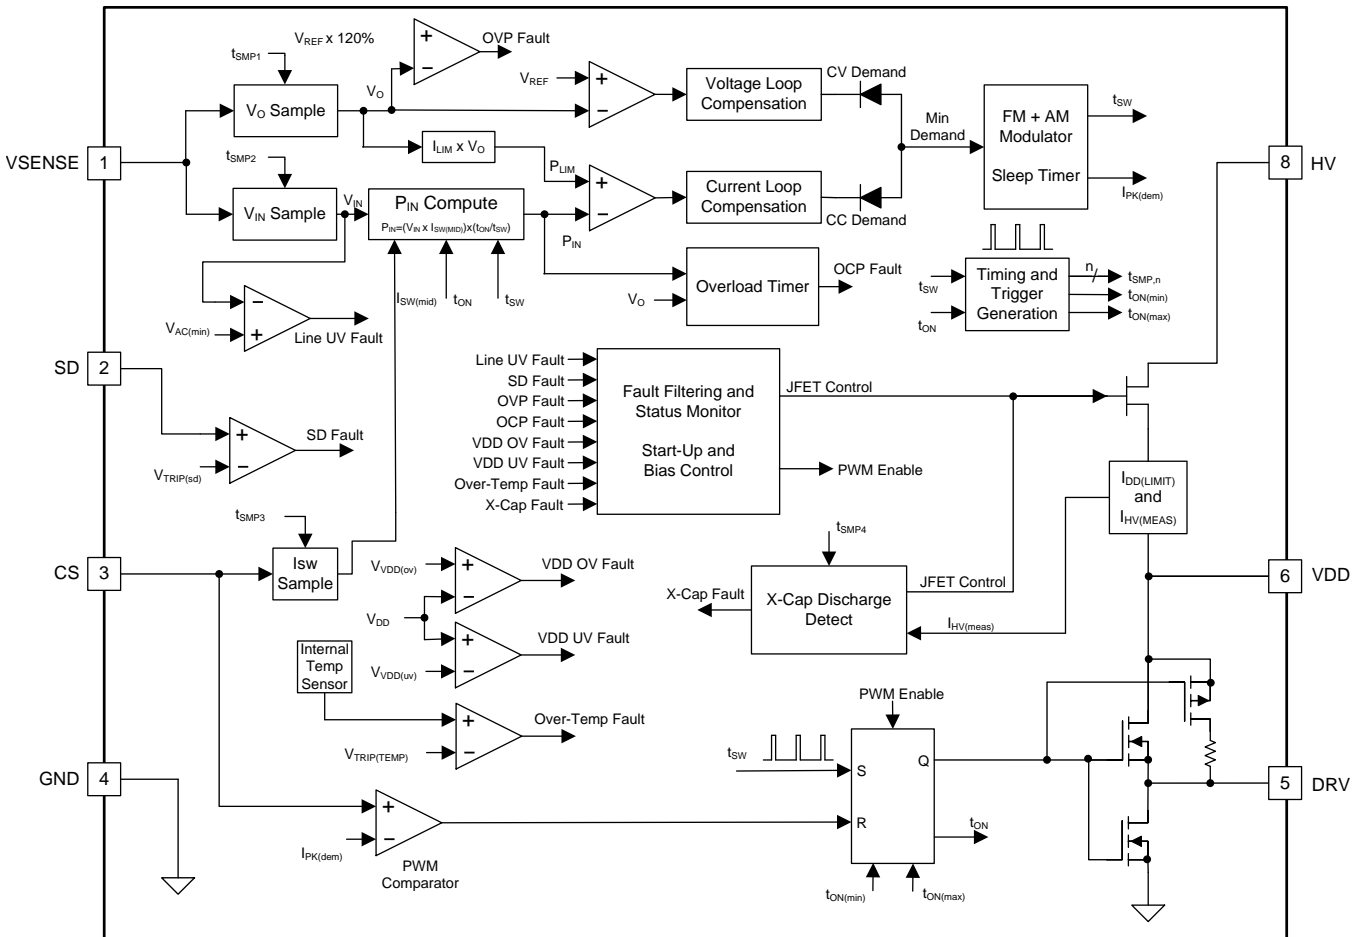 VSENSE
1
SD
2
CS
3
GND
4
HV
8
VDD
6
DRV
5
tSMP1
VREF x 120%
VO Sample
VO
+
−
OVP Fault
VREF
+
−
Voltage Loop
Compensation
CV Demand
Min
Demand
FM + AM
Modulator
Sleep Timer
tSW
IPK(dem)
ILIM x VO
PLIM
tSMP2
VIN Sample
VIN
PIN Compute
PIN=(VIN x ISW(MID))x(tON/tSW)
PIN
+
−
Current Loop
Compensation
CC Demand
ISW(mid)
tON
tSW
VO
Overload Timer
OCP Fault
tSW
tON
Timing and
Trigger
Generation
n
tSMP,n
tON(min)
tON(max)
−
+
VAC(min)
Line UV Fault
+
−
SD Fault
VTRIP(sd)
Line UV Fault
SD Fault
OVP Fault
OCP Fault
VDD OV Fault
VDD UV Fault
Over-Temp Fault
X-Cap Fault
Fault Filtering and
Status Monitor
Start-Up and
Bias Control
JFET Control
PWM Enable
IDD(LIMIT)
and
IHV(MEAS)
tSMP3
Isw
Sample
VVDD(ov)
+
−
VDD OV Fault
VDD
+
−
VDD UV Fault
VVDD(uv)
Internal
Temp
Sensor
+
−
Over-Temp Fault
VTRIP(TEMP)
tSMP4
X-Cap Fault
X-Cap Discharge
Detect
JFET Control
IHV(meas)
PWM Enable
tSW
S
Q
R
tON
tON(min)
tON(max)
+
−
IPK(dem)
PWM
Comparator